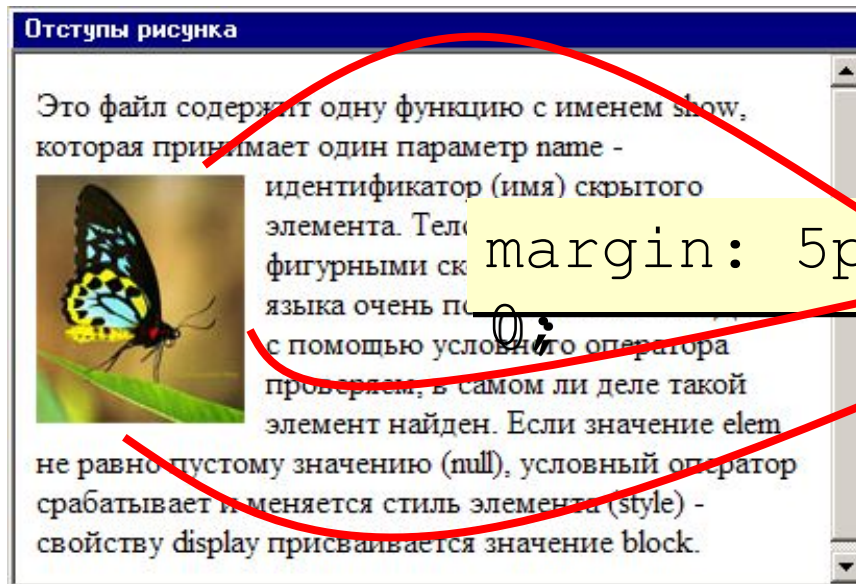 Отступы рисунка
Это файл содержит одну функцию с именем show,
которая принимает один параметр name -
идентификатор (имя) скрытого
элемента. Тело
фигурными
margin: 5p
0;
языка очень
с помощью условного оператора
проверяем, в самом ли деле такой
элемент найден. Если значение elem
не равно пустому значению (null), условный оператор
срабатывает и меняется стиль элемента (style) -
свойству display присваивается значение block.